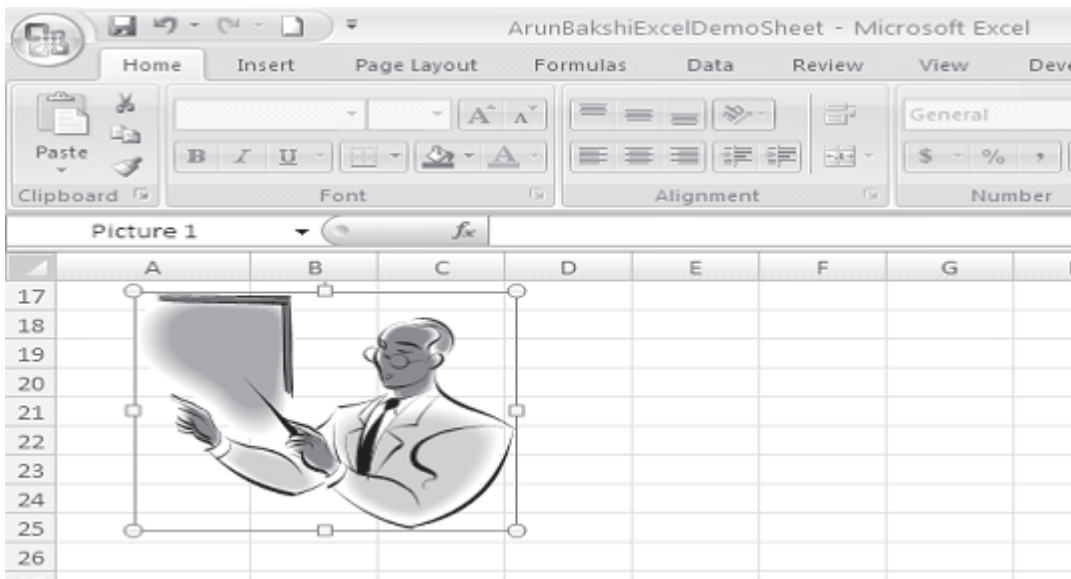 ArunBakshiExcelDemoSheet - Microsoft Excel
Home Insert Page Layout Formulas Data Review View Deve
General
Paste B I U A A A $ % ,
Clipboard Font Alignment Number
Picture 1 fx
A B C D E F G
17
18
19
20
21
22
23
24
25
26